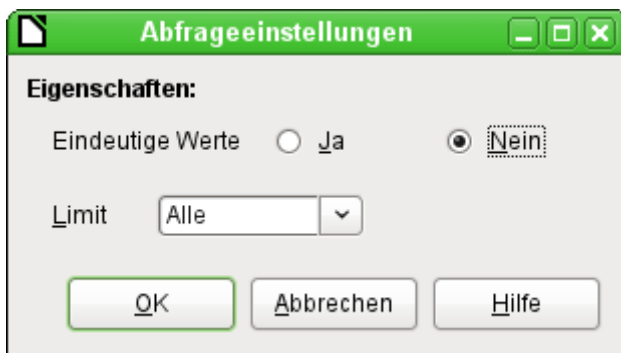 Abfrageeinstellungen
Eigenschaften:
Eindeutige Werte Ja Nein
Limit Alle
OK Abbrechen Hilfe